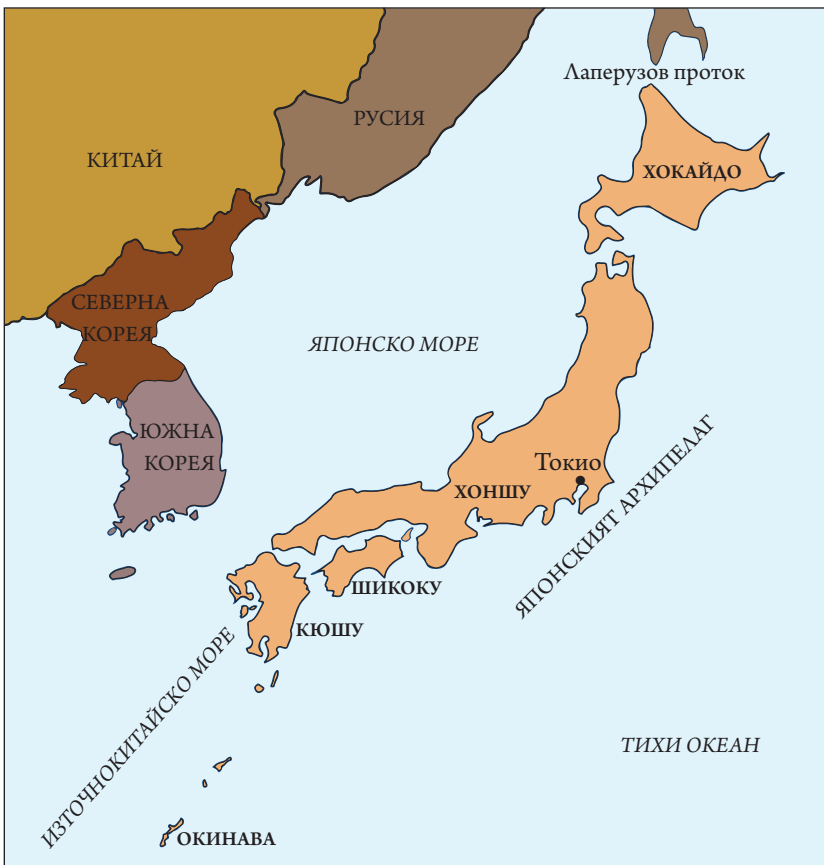 Лаперузов проток
РУСИЯ
КИТАЙ
ХОКАЙДО
СЕВЕРНА
КОРЕЯ
ЯПОНСКО МОРЕ
ЮЖНА
КОРЕЯ
Токио
ХОНШУ
ЯПОНСКИЯТ АРХИПЕЛАГ
ШИКОКУ
КЮШУ
ИЗТОЧНОКИТАЙСКО МОРЕ
ТИХИ ОКЕАН
ОКИНАВА